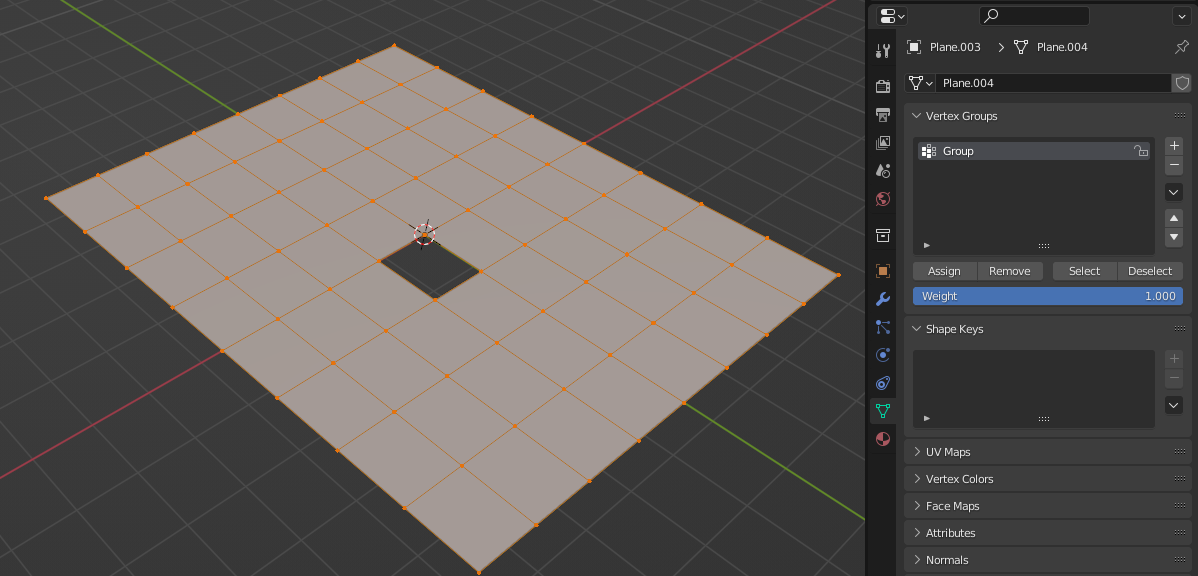 Plane.003 Plane.004
Plane.004
Vertex Groups
Group
Assign Remove Select Deselect
Weight 1.000
Shape Keys
UV Maps
Vertex Colors
Face Maps
Attributes
Normals